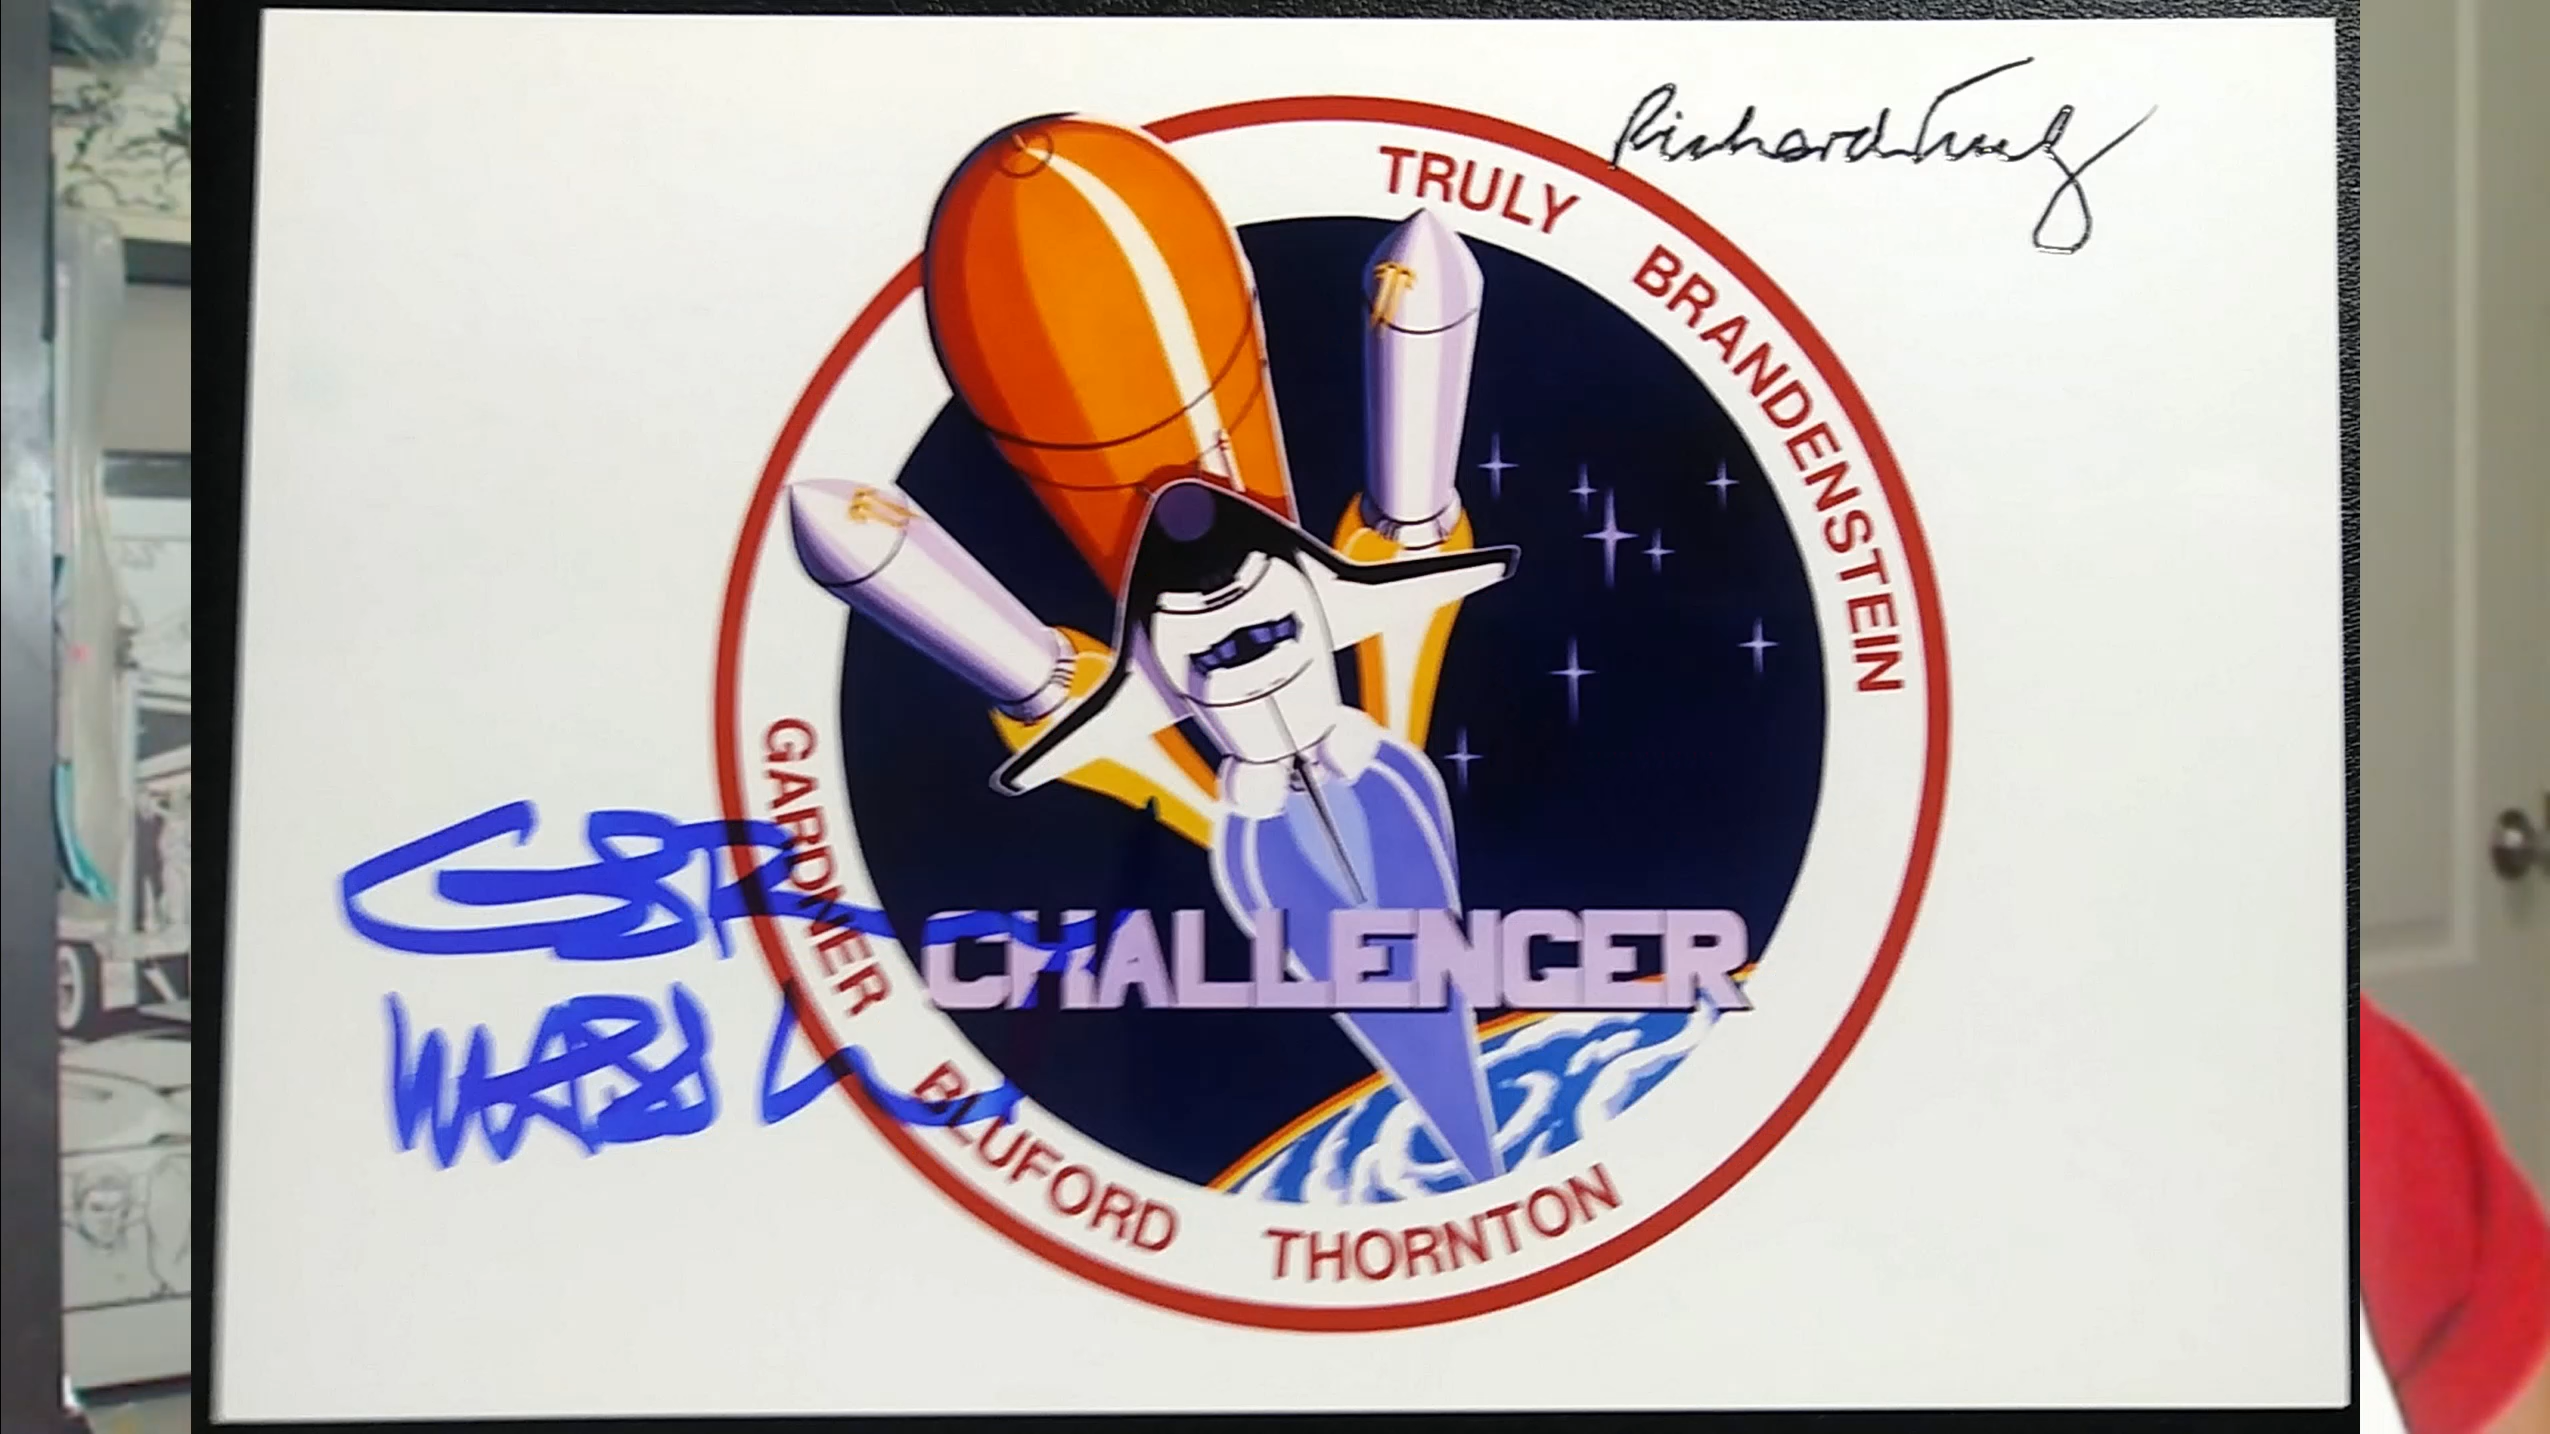 Richard Truly
TRULY
BRANDENSTEIN
GARDNER
CHALLENGER
BLUFORD
THORNTON